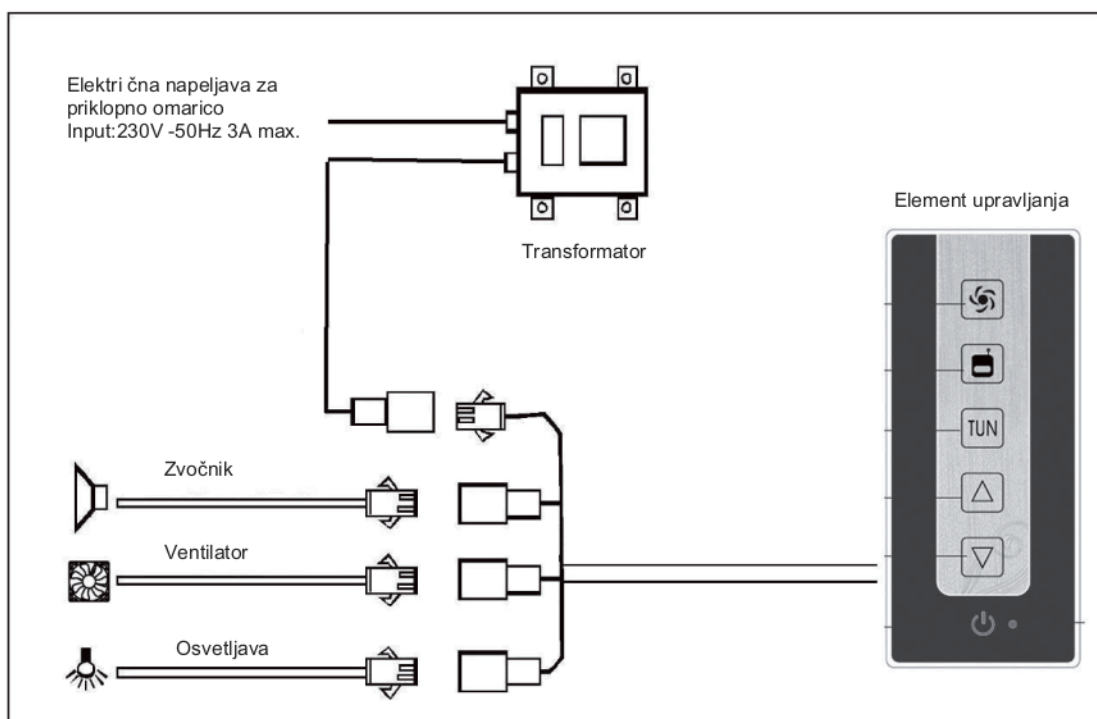 Elektri čna napeljava za
priklopno omarico
Input:230V -50Hz 3A max.
Transformator
Element upravljanja
TUN
Zvočnik
Ventilator
Osvetljava